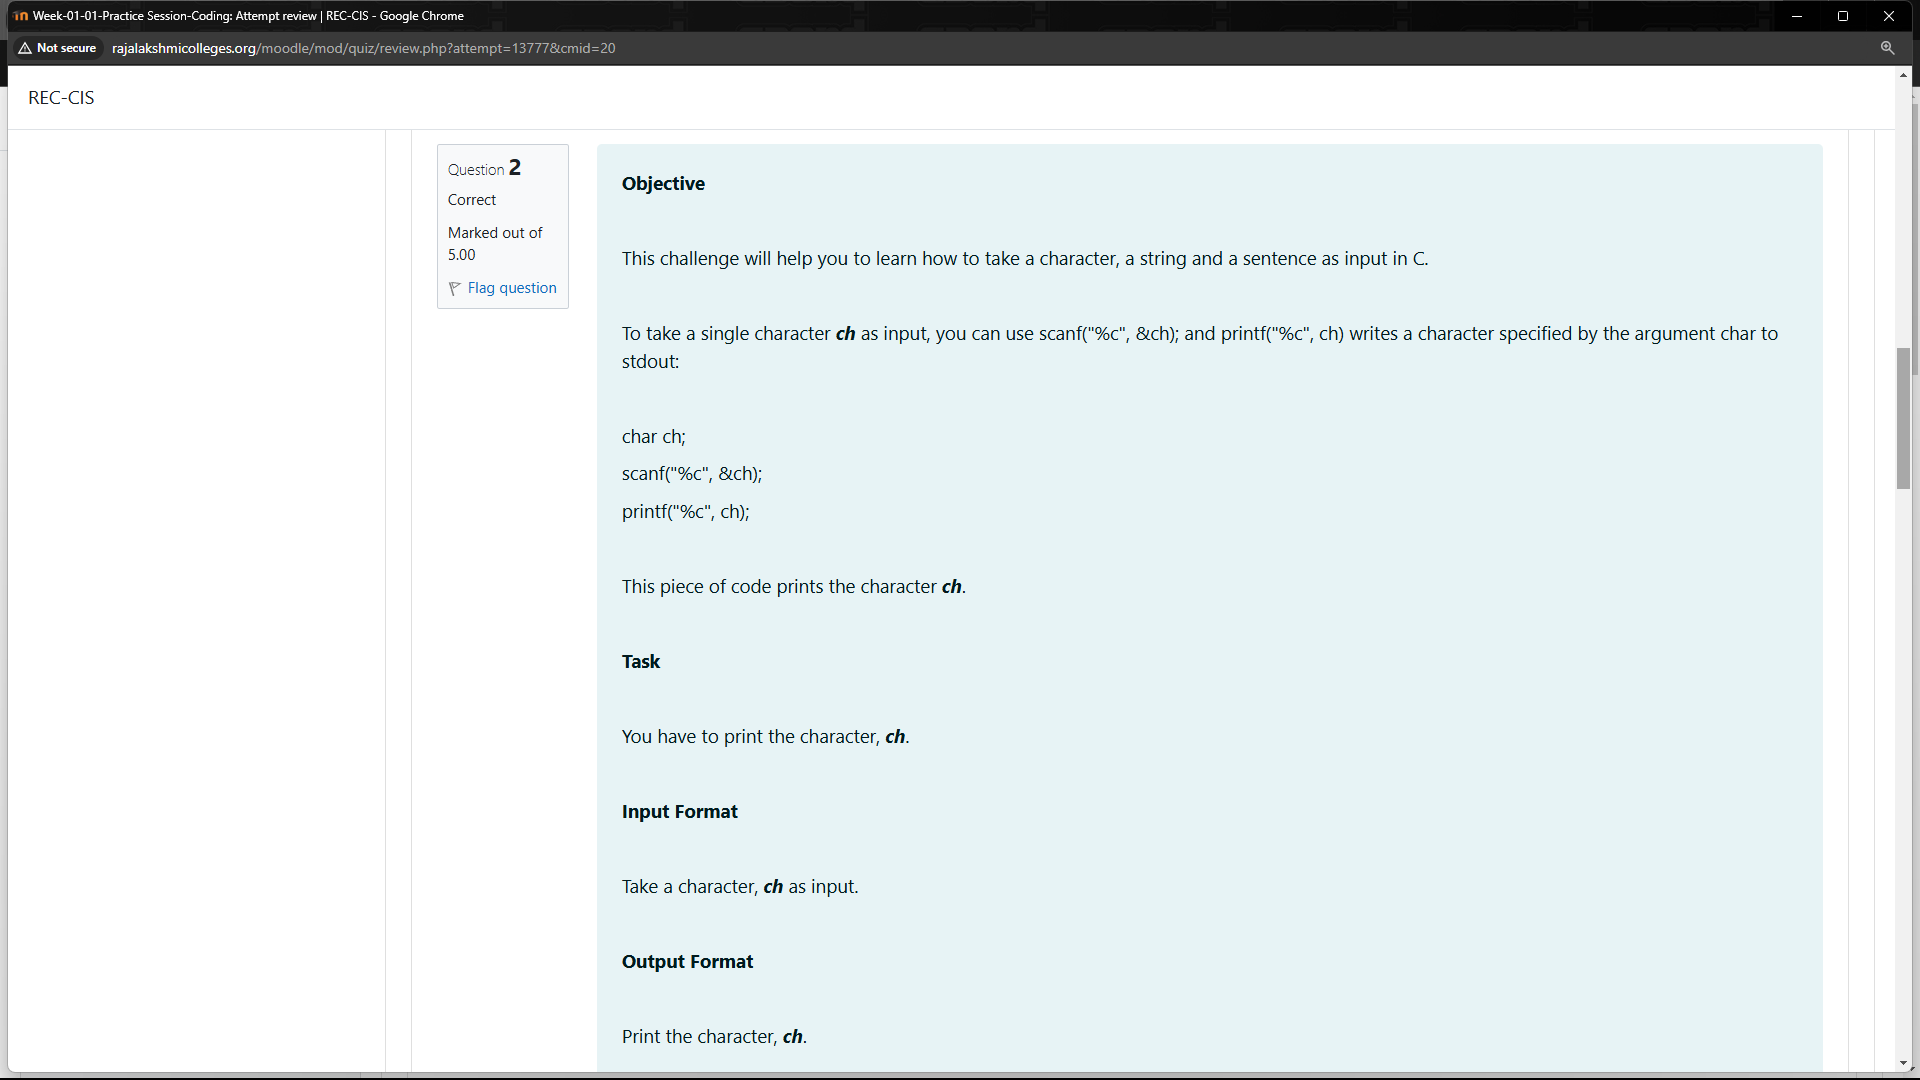 Week-01-01-Practice Session-Coding: Attempt review | REC-CIS - Google Chrome
Not secure rajalakshmicolleges.org/moodle/mod/quiz/review.php?attempt=13777&cmid=20
REC-CIS
Question 2
Correct
Marked out of
5.00
Flag question
Objective
This challenge will help you to learn how to take a character, a string and a sentence as input in C.
To take a single character ch as input, you can use scanf("%c", &ch); and printf("%c", ch) writes a character specified by the argument char to
stdout:
char ch;
scanf("%c", &ch);
printf("%c", ch);
This piece of code prints the character ch.
Task
You have to print the character, ch.
Input Format
Take a character, ch as input.
Output Format
Print the character, ch.